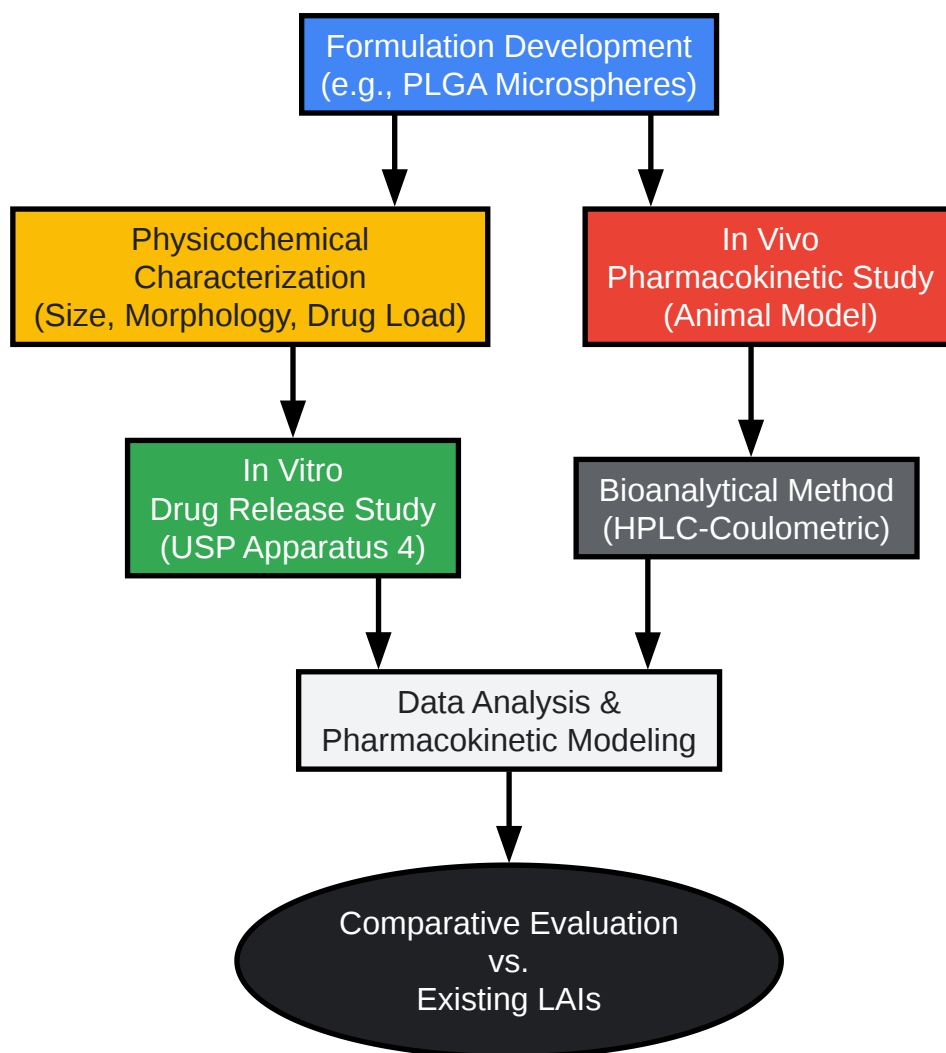 Formulation Development
(e.g., PLGA Microspheres)
Physicochemical
Characterization
(Size, Morphology, Drug Load)
In Vivo
Pharmacokinetic Study
(Animal Model)
In Vitro
Drug Release Study
(USP Apparatus 4)
Bioanalytical Method
(HPLC-Coulometric)
Data Analysis &
Pharmacokinetic Modeling
Comparative Evaluation
vs.
Existing LAIs